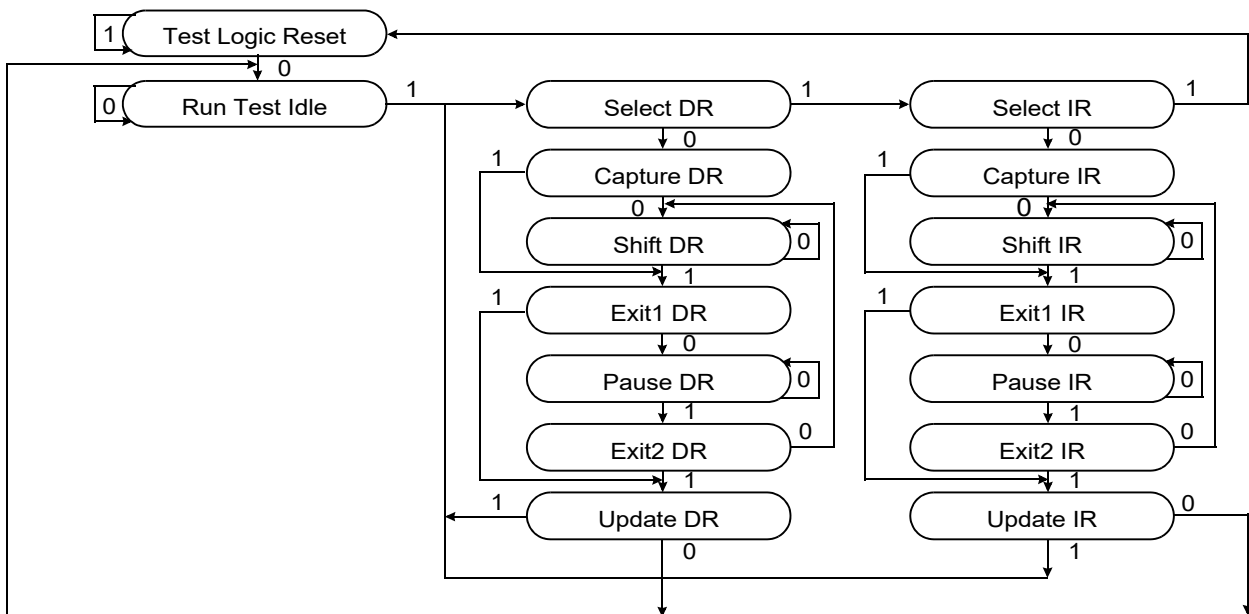 1 Test Logic Reset
0
0 Run Test Idle 1 Select DR 1 Select IR 1
0 0
1 Capture DR 1 Capture IR
0 0
Shift DR 0 Shift IR 0
1 1
1 Exit1 DR 1 Exit1 IR
0 0
Pause DR 0 Pause IR 0
1 1
Exit2 DR 0 Exit2 IR 0
1 1
1 Update DR Update IR 0
0 1